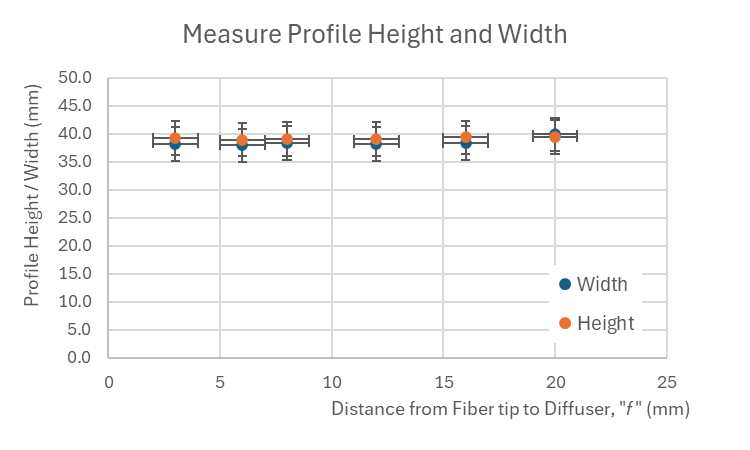 Measure Profile Height and Width
Profile Height / Width (mm)
50.0
45.0
40.0
35.0
30.0
25.0
20.0
15.0
10.0
5.0
0.0
Width
Height
0 5 10 15 20 25
Distance from Fiber tip to Diffuser, "f" (mm)